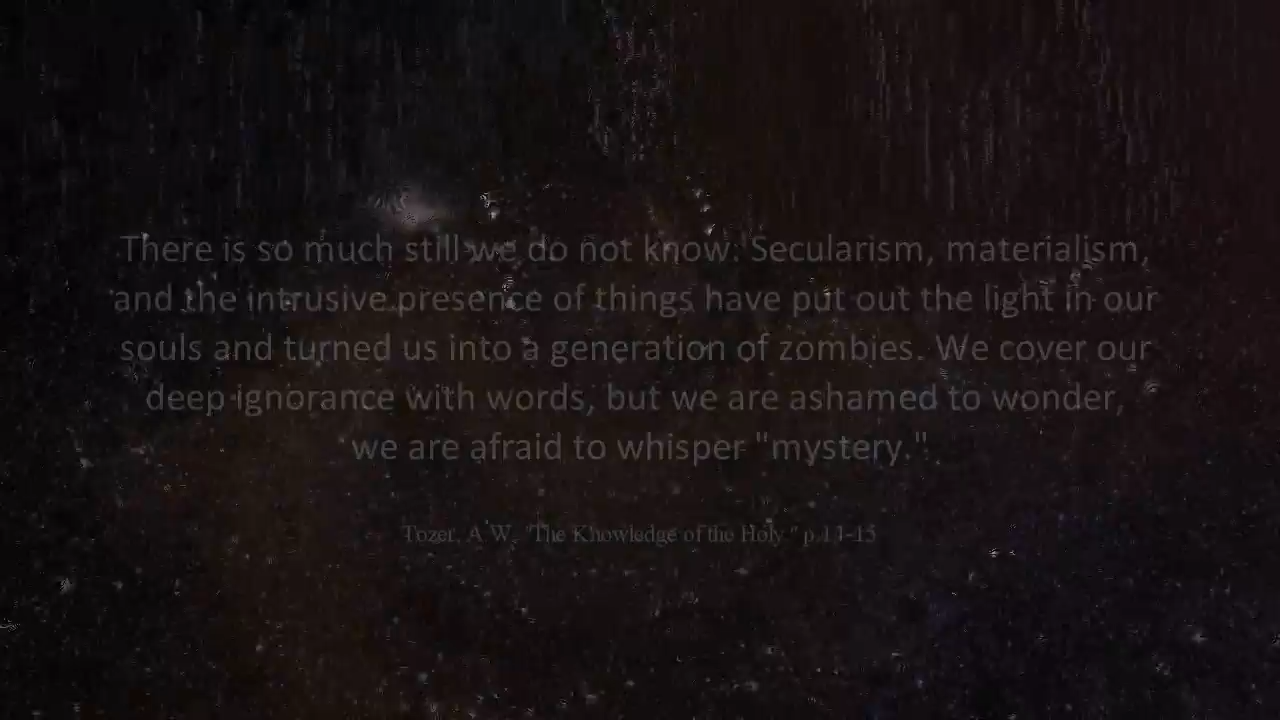 There is so much still we do not know. Secularism, materialism,
and the intrusive presence of things have put out the light in our
souls and turned us into a generation of zombies. We cover our
deep ignorance with words, but we are ashamed to wonder,
we are afraid to whisper "mystery."
Tozer, A.W. "The Knowledge of the Holy" p.11-15